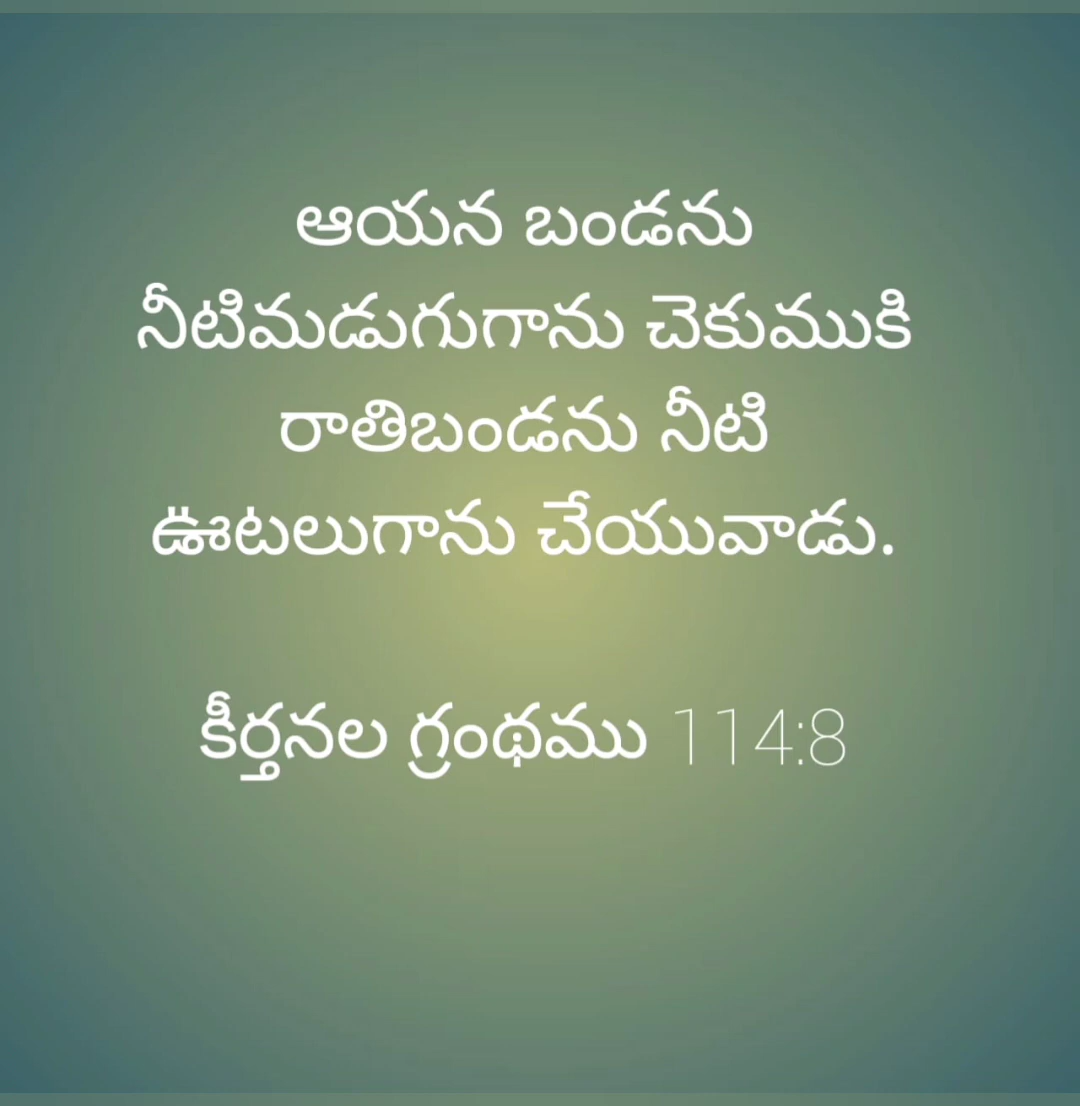 ఆయన బండను
నీటిమడుగుగాను చెకుముకి
రాతిబండను నీటి
ఊటలుగాను చేయువాడు.
కీర్తనల గ్రంథము 114:8